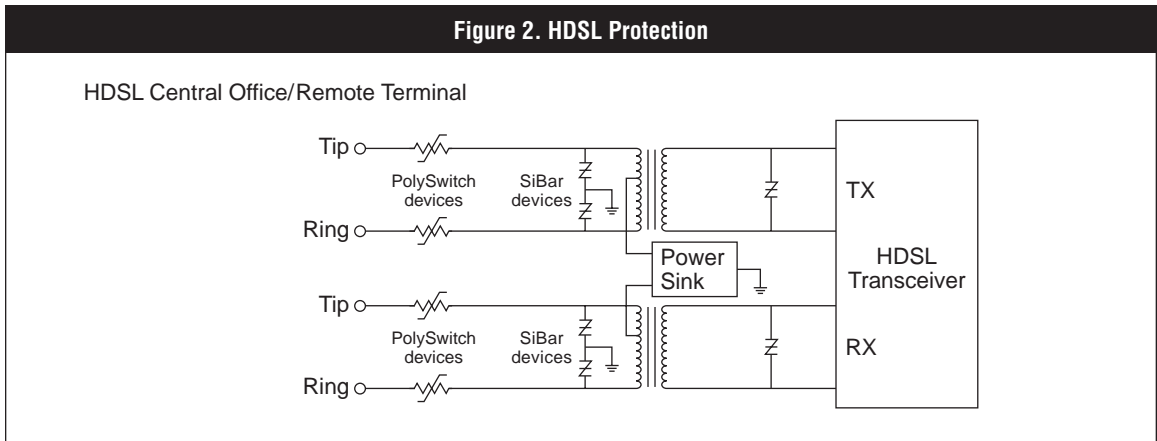 Figure 2. HDSL Protection
HDSL Central Office/Remote Terminal
Tip
PolySwitch
devices
SiBar
devices
TX
Ring
Power
Sink
HDSL
Transceiver
Tip
PolySwitch
devices
SiBar
devices
RX
Ring